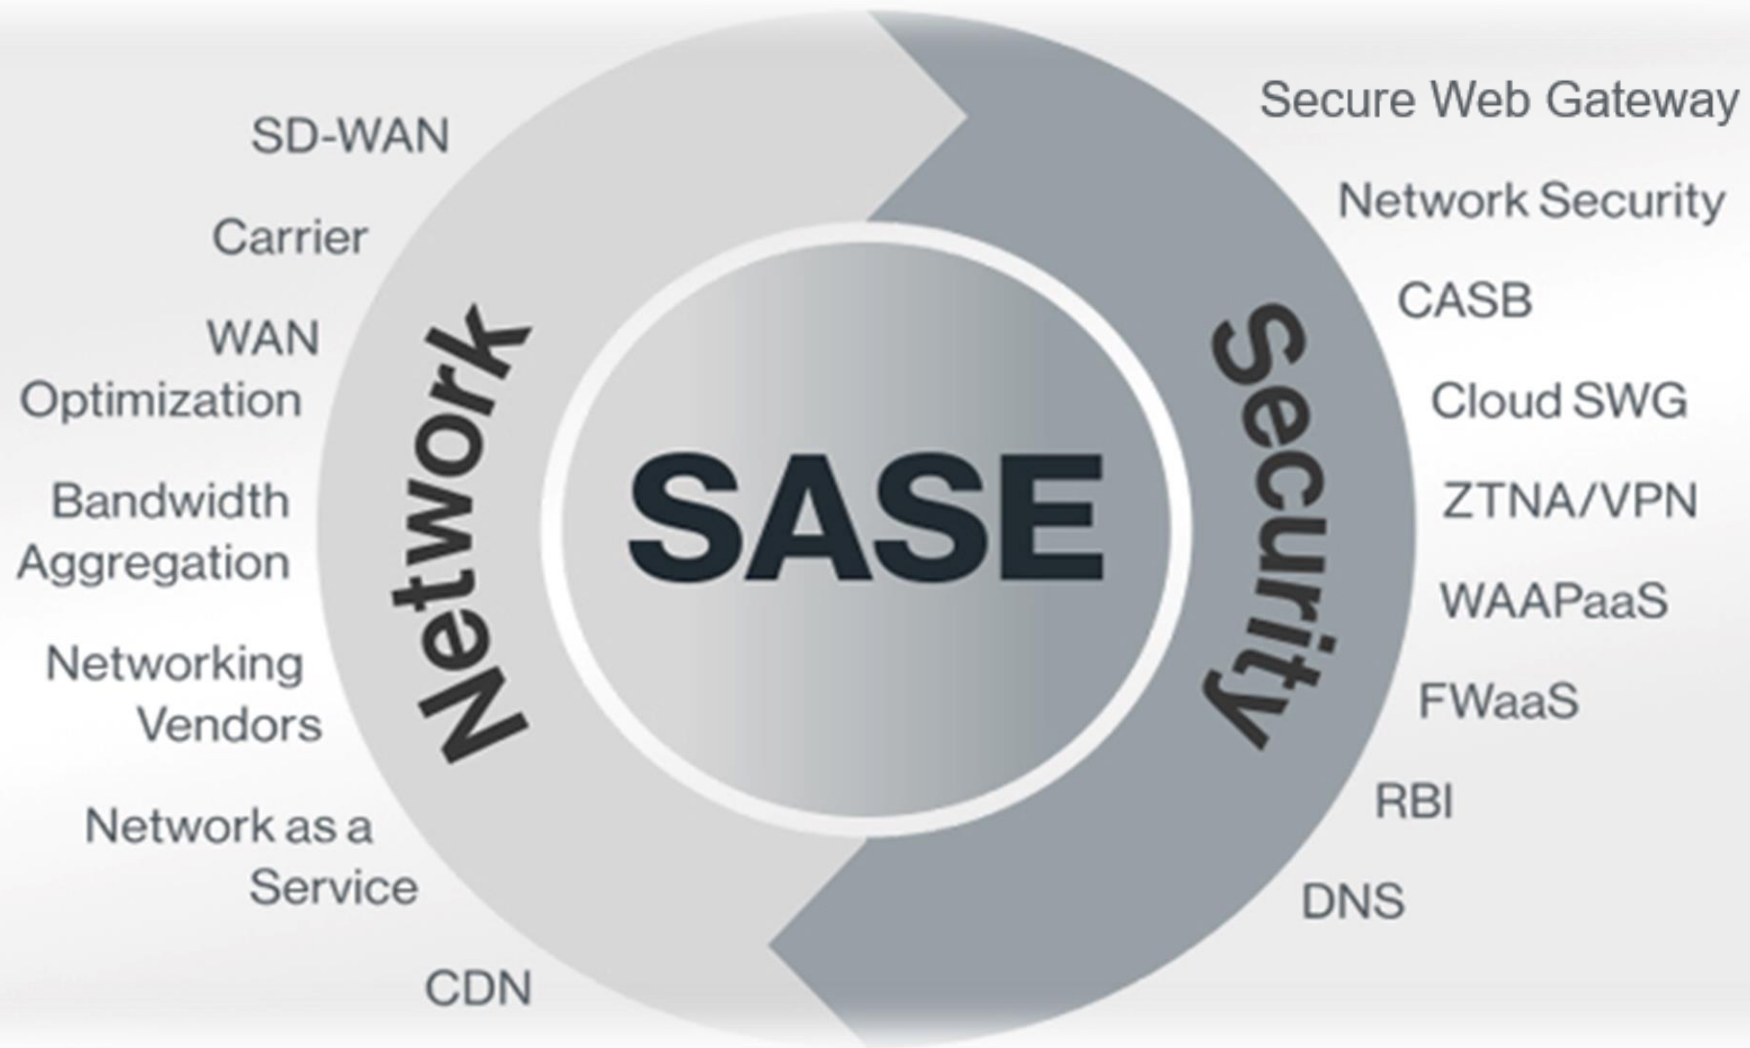 SD-WAN
Carrier
WAN
Optimization
Bandwidth
Aggregation
Networking
Vendors
Network as a
Service
CDN
Network
SASE
Security
Secure Web Gateway
Network Security
CASB
Cloud SWG
ZTNA/VPN
WAAPaaS
FWaaS
RBI
DNS